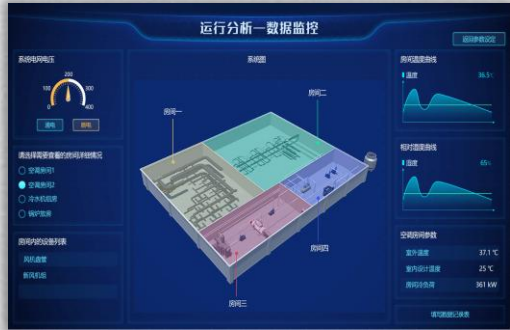 运行分析—数据监控
返回参数设定
系统电网电压
200
100
300
0
400
通电
断电
请选择需要查看的房间详细情况
空调房间1
空调房间2
冷水机组房
锅炉泵房
房间内的设备列表
风机盘管
新风机组
系统图
房间一
房间二
房间三
房间四
房间温度曲线
温度
36.5
相对湿度曲线
湿度
65
空调房间参数
室外温度
37.1 ℃
室内设计温度
25 ℃
房间冷负荷
361 kW
填写数据记录表